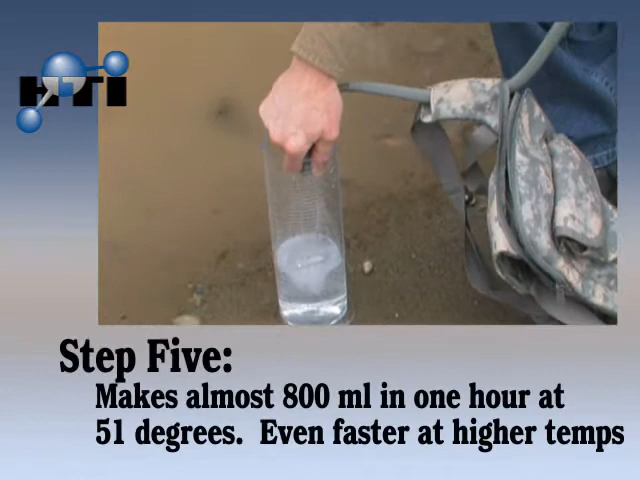 HTI
Step Five:
Makes almost 800 ml in one hour at
51 degrees. Even faster at higher temps